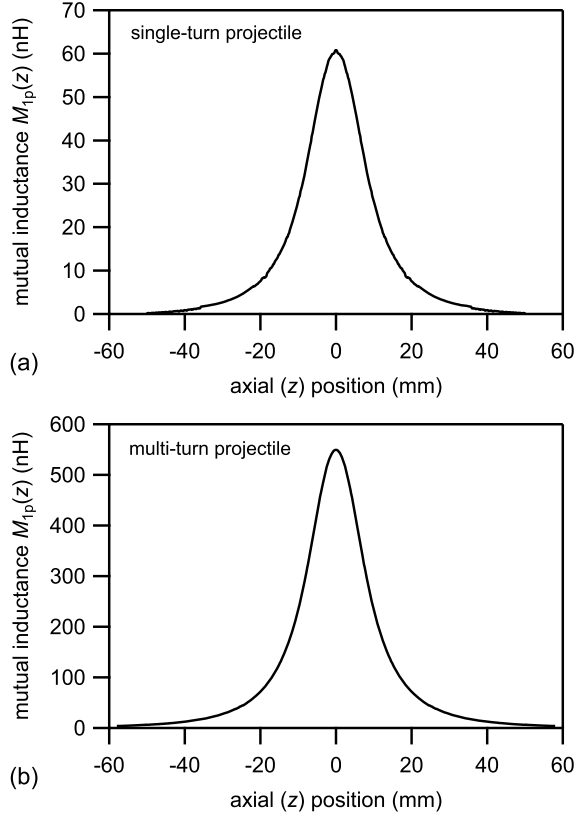 70
60
50
40
30
20
10
0
mutual inductance M1p(z) (nH)
single-turn projectile
-60 -40 -20 0 20 40 60
(a)
axial (z) position (mm)
600
500
400
300
200
100
0
mutual inductance M1p(z) (nH)
multi-turn projectile
-60 -40 -20 0 20 40 60
(b)
axial (z) position (mm)